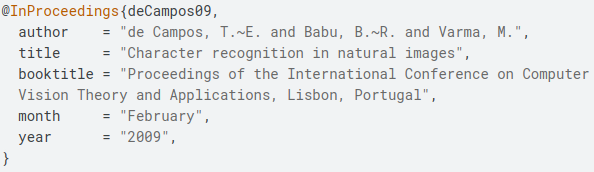 @InProceedings{deCampos09,
  author    = "de Campos, T.~E. and Babu, B.~R. and Varma, M.",
  title     = "Character recognition in natural images",
  booktitle = "Proceedings of the International Conference on Computer
  Vision Theory and Applications, Lisbon, Portugal",
  month     = "February",
  year      = "2009",
}